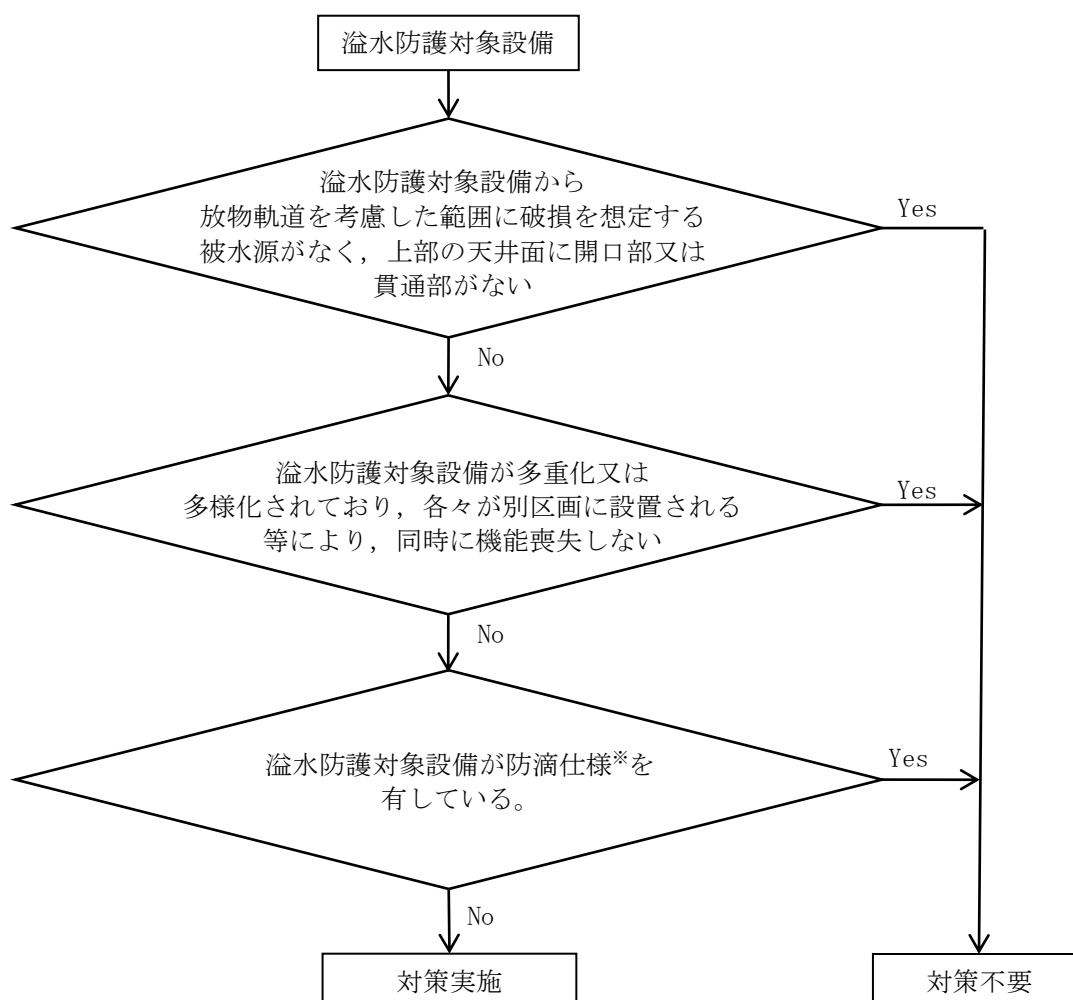 溢水防護対象設備
溢水防護対象設備から
放物軌道を考慮した範囲に破損を想定する
被水源がなく，上部の天井面に開口部又は
貫通部がない
Yes
No
溢水防護対象設備が多重化又は
多様化されており，各々が別区画に設置される
等により，同時に機能喪失しない
Yes
No
溢水防護対象設備が防滴仕様※を
有している。
Yes
No
対策実施
対策不要